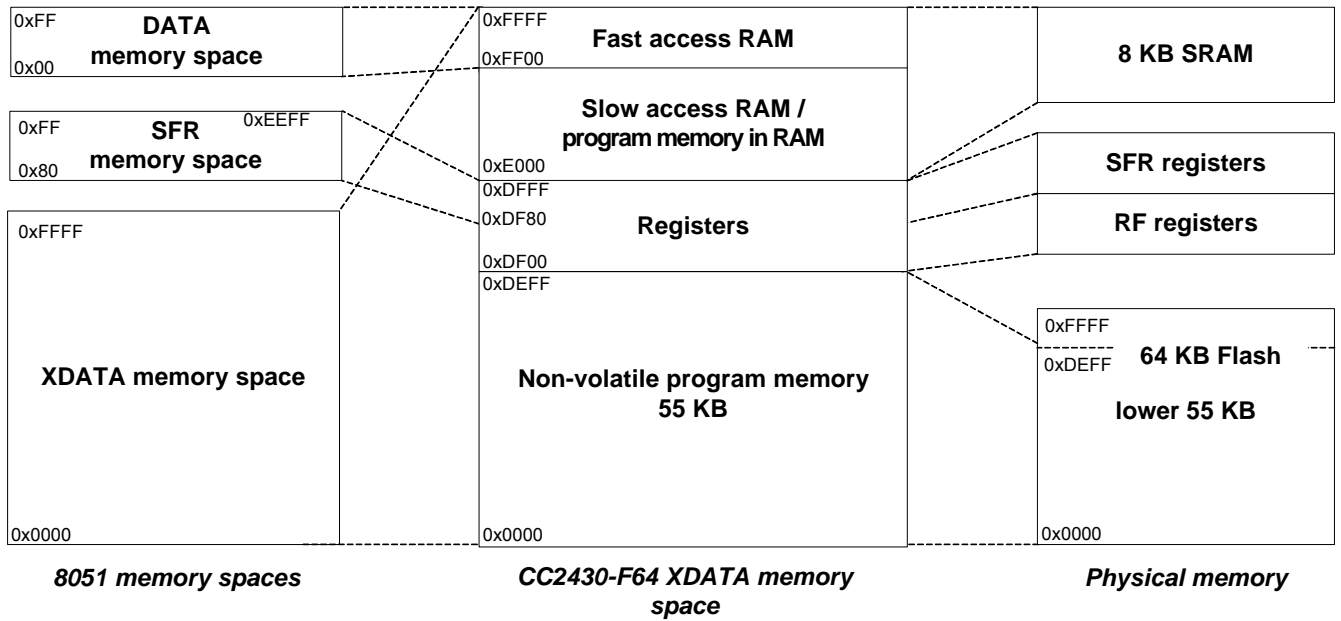 0xFF
DATA
memory space
0x00
0xFF
SFR
0xEEFF
memory space
0x80
0xFFFF
XDATA memory space
0x0000
8051 memory spaces
0xFFFF
Fast access RAM
0xFF00
Slow access RAM /
program memory in RAM
0xE000
0xDFFF
0xDF80
Registers
0xDF00
0xDEFF
Non-volatile program memory
55 KB
0x0000
CC2430-F64 XDATA memory
space
8 KB SRAM
SFR registers
RF registers
0xFFFF
0xDEFF
64 KB Flash
lower 55 KB
0x0000
Physical memory